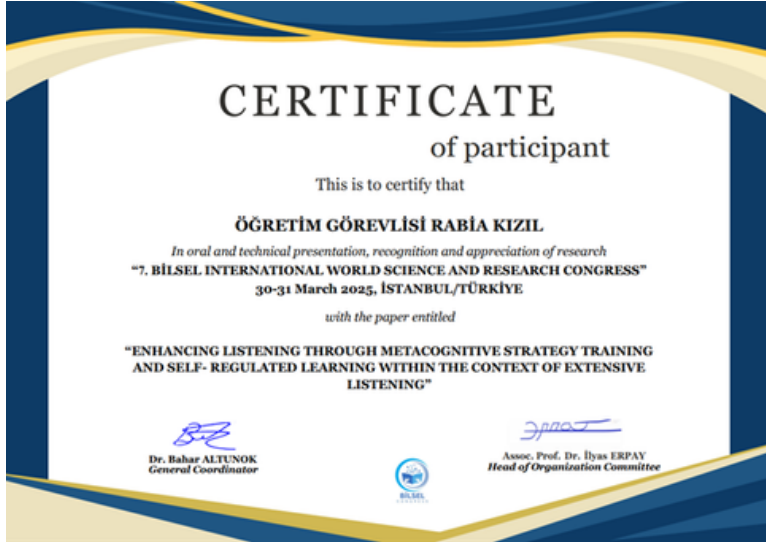 CERTIFICATE
of participant
This is to certify that
ÖĞRETİM GÖREVLİSİ RABİA KIZIL
In oral and technical presentation, recognition and appreciation of research
“7. BİLSEL INTERNATIONAL WORLD SCIENCE AND RESEARCH CONGRESS”
30-31 March 2025, İSTANBUL/TÜRKİYE
with the paper entitled
“ENHANCING LISTENING THROUGH METACOGNITIVE STRATEGY TRAINING
AND SELF- REGULATED LEARNING WITHIN THE CONTEXT OF EXTENSIVE
LISTENING”
Dr. Bahar ALTUNOK
General Coordinator
BİLSEL
Assoc. Prof. Dr. İlyas ERPAY
Head of Organization Committee